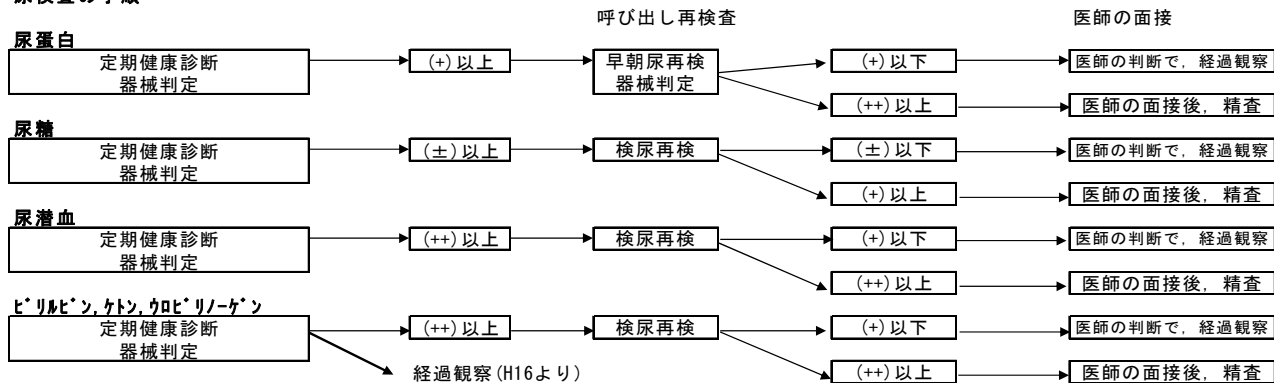 呼び出し再検査
医師の面接
尿蛋白
定期健康診断
器械判定
(+)以上
早朝尿再検
器械判定
(+)以下
医師の判断で，経過観察
(++)以上
医師の面接後，精査
尿糖
定期健康診断
器械判定
(±)以上
検尿再検
(±)以下
医師の判断で，経過観察
(+)以上
医師の面接後，精査
尿潜血
定期健康診断
器械判定
(++)以上
検尿再検
(+)以下
医師の判断で，経過観察
(++)以上
医師の面接後，精査
ﾋﾞﾘﾙﾋﾞﾝ,ｹﾄﾝ,ｳﾛﾋﾞﾘﾉｰｹﾞﾝ
定期健康診断
器械判定
(++)以上
検尿再検
(+)以下
医師の判断で，経過観察
経過観察(H16より)
(++)以上
医師の面接後，精査